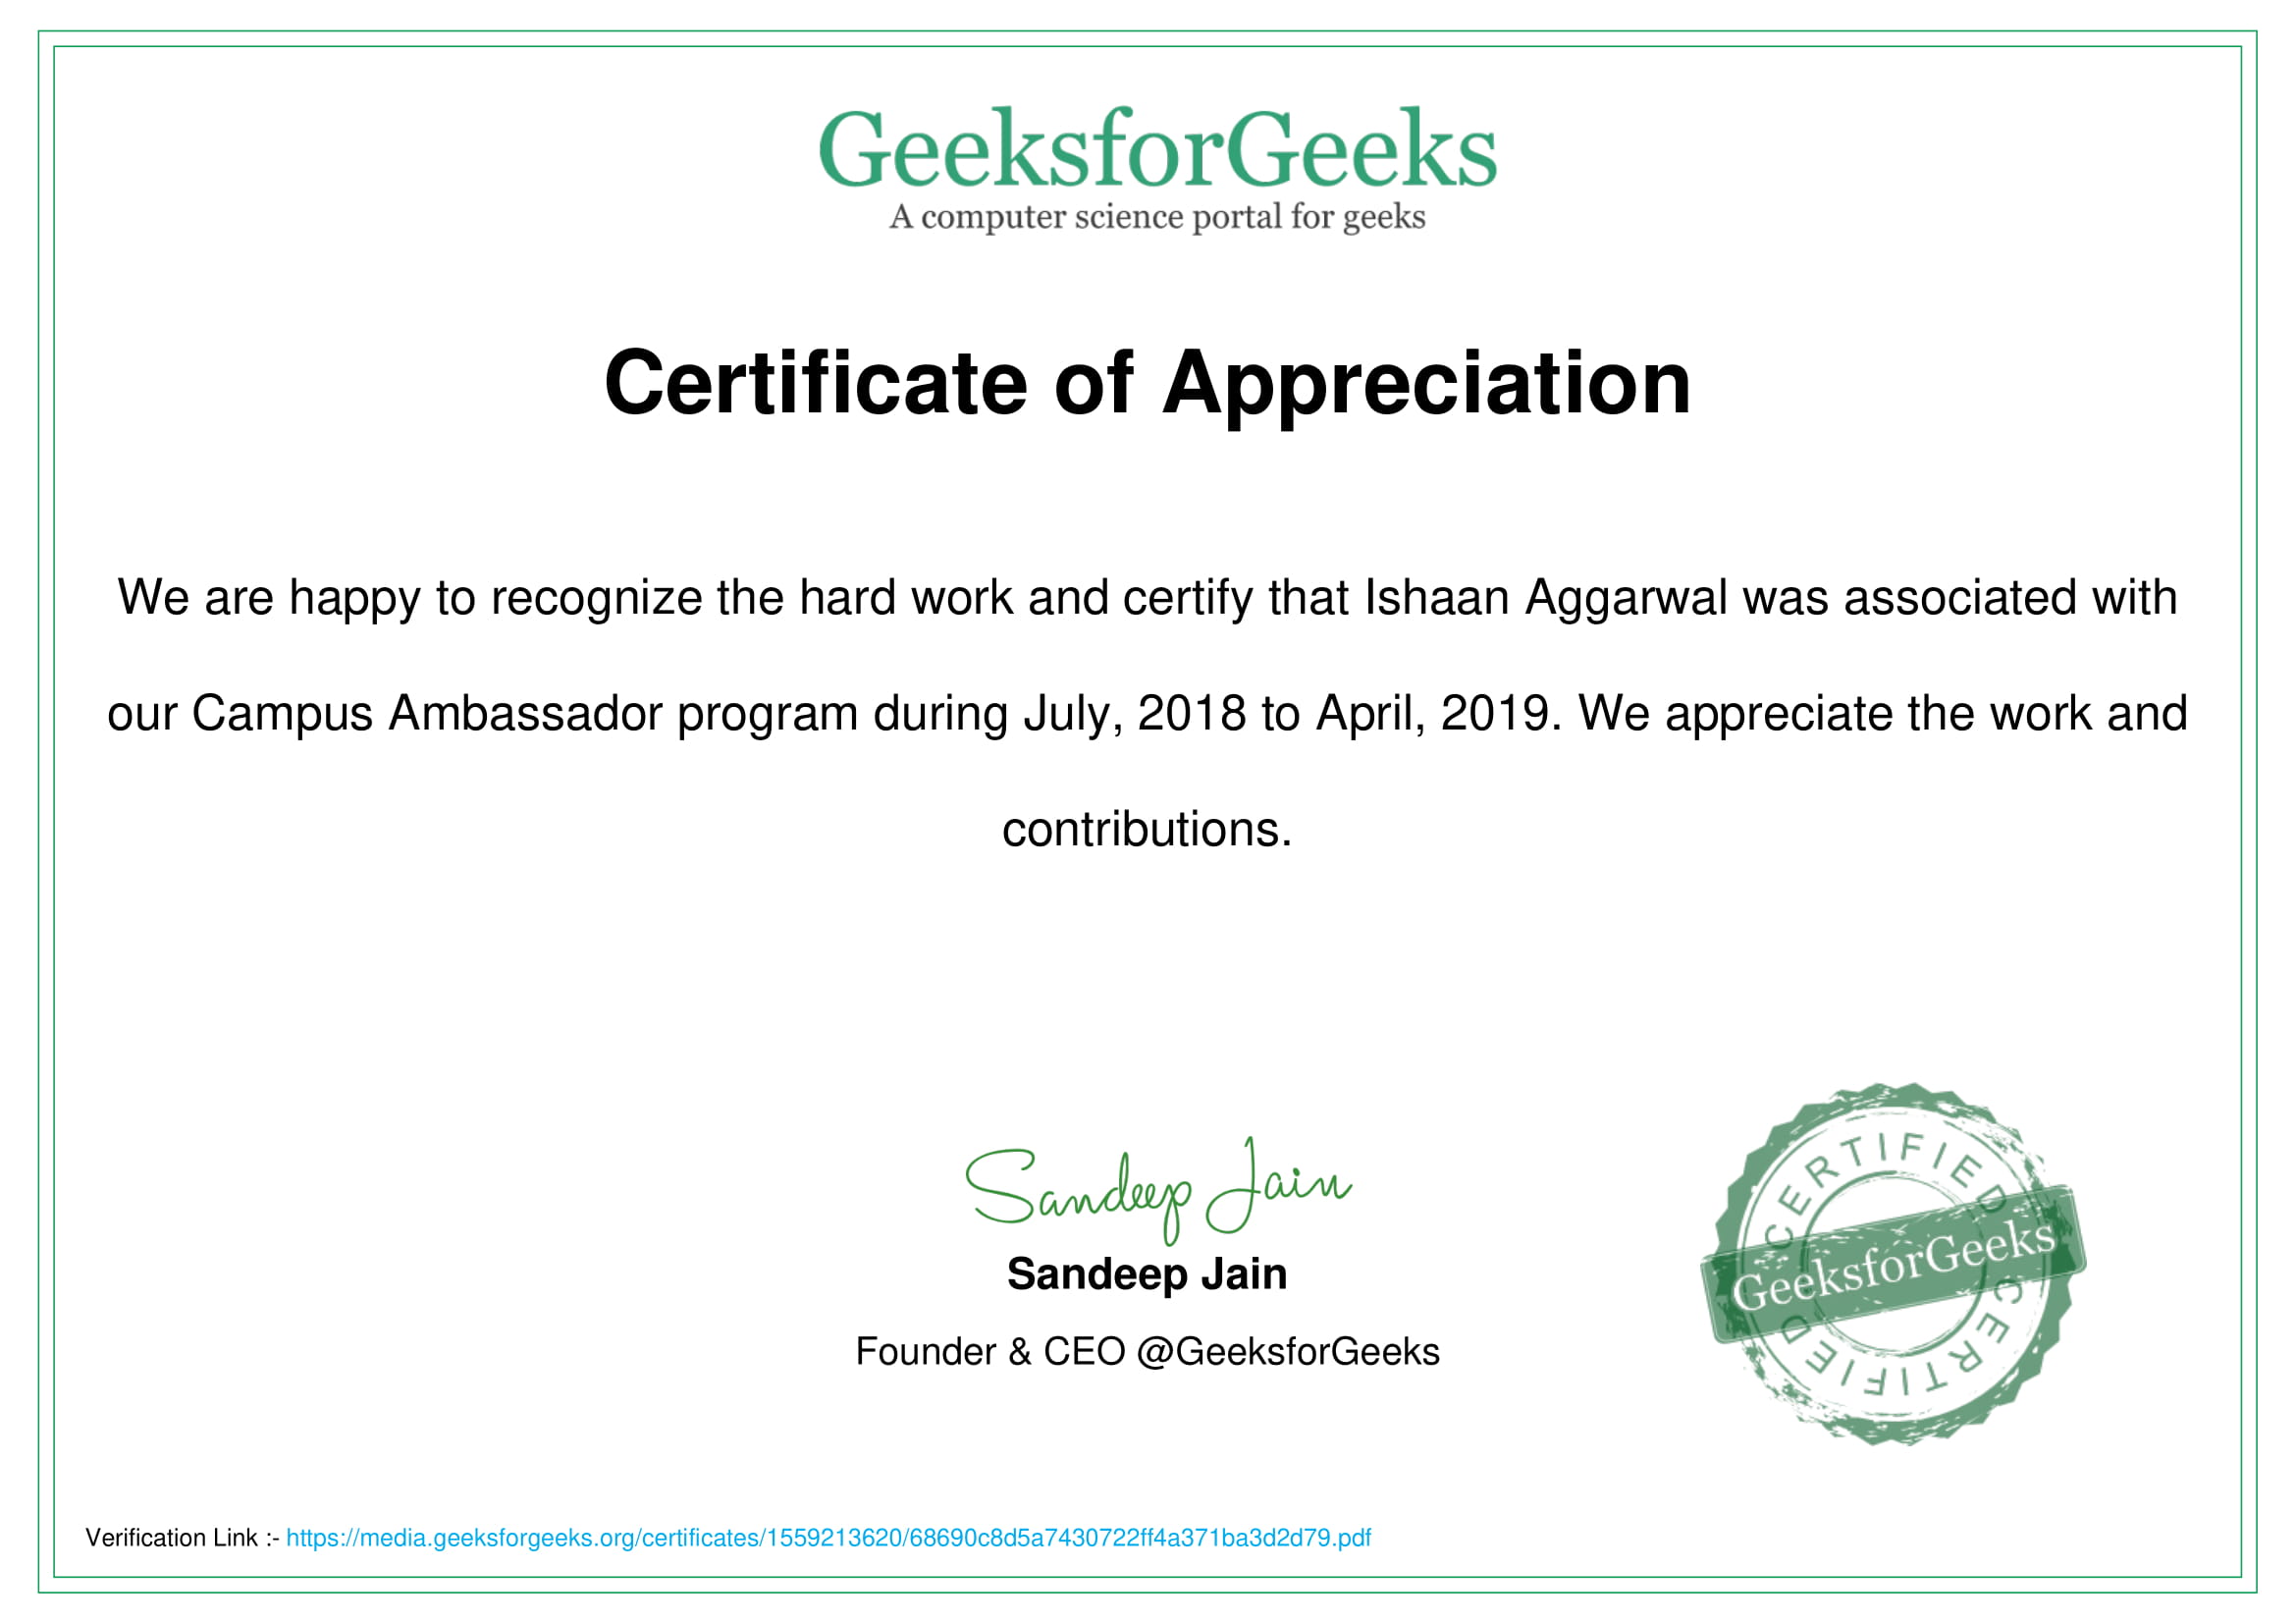 GeeksforGeeks
A computer science portal for geeks
Certificate of Appreciation
We are happy to recognize the hard work and certify that Ishaan Aggarwal was associated with
our Campus Ambassador program during July, 2018 to April, 2019. We appreciate the work and
contributions.
Sandeep Jain
Sandeep Jain
Founder & CEO @GeeksforGeeks
CERTIFIED
GeeksforGeeks
CERTIFIED
Verification Link :- https://media.geeksforgeeks.org/certificates/1559213620/68690c8d5a7430722ff4a371ba3d2d79.pdf